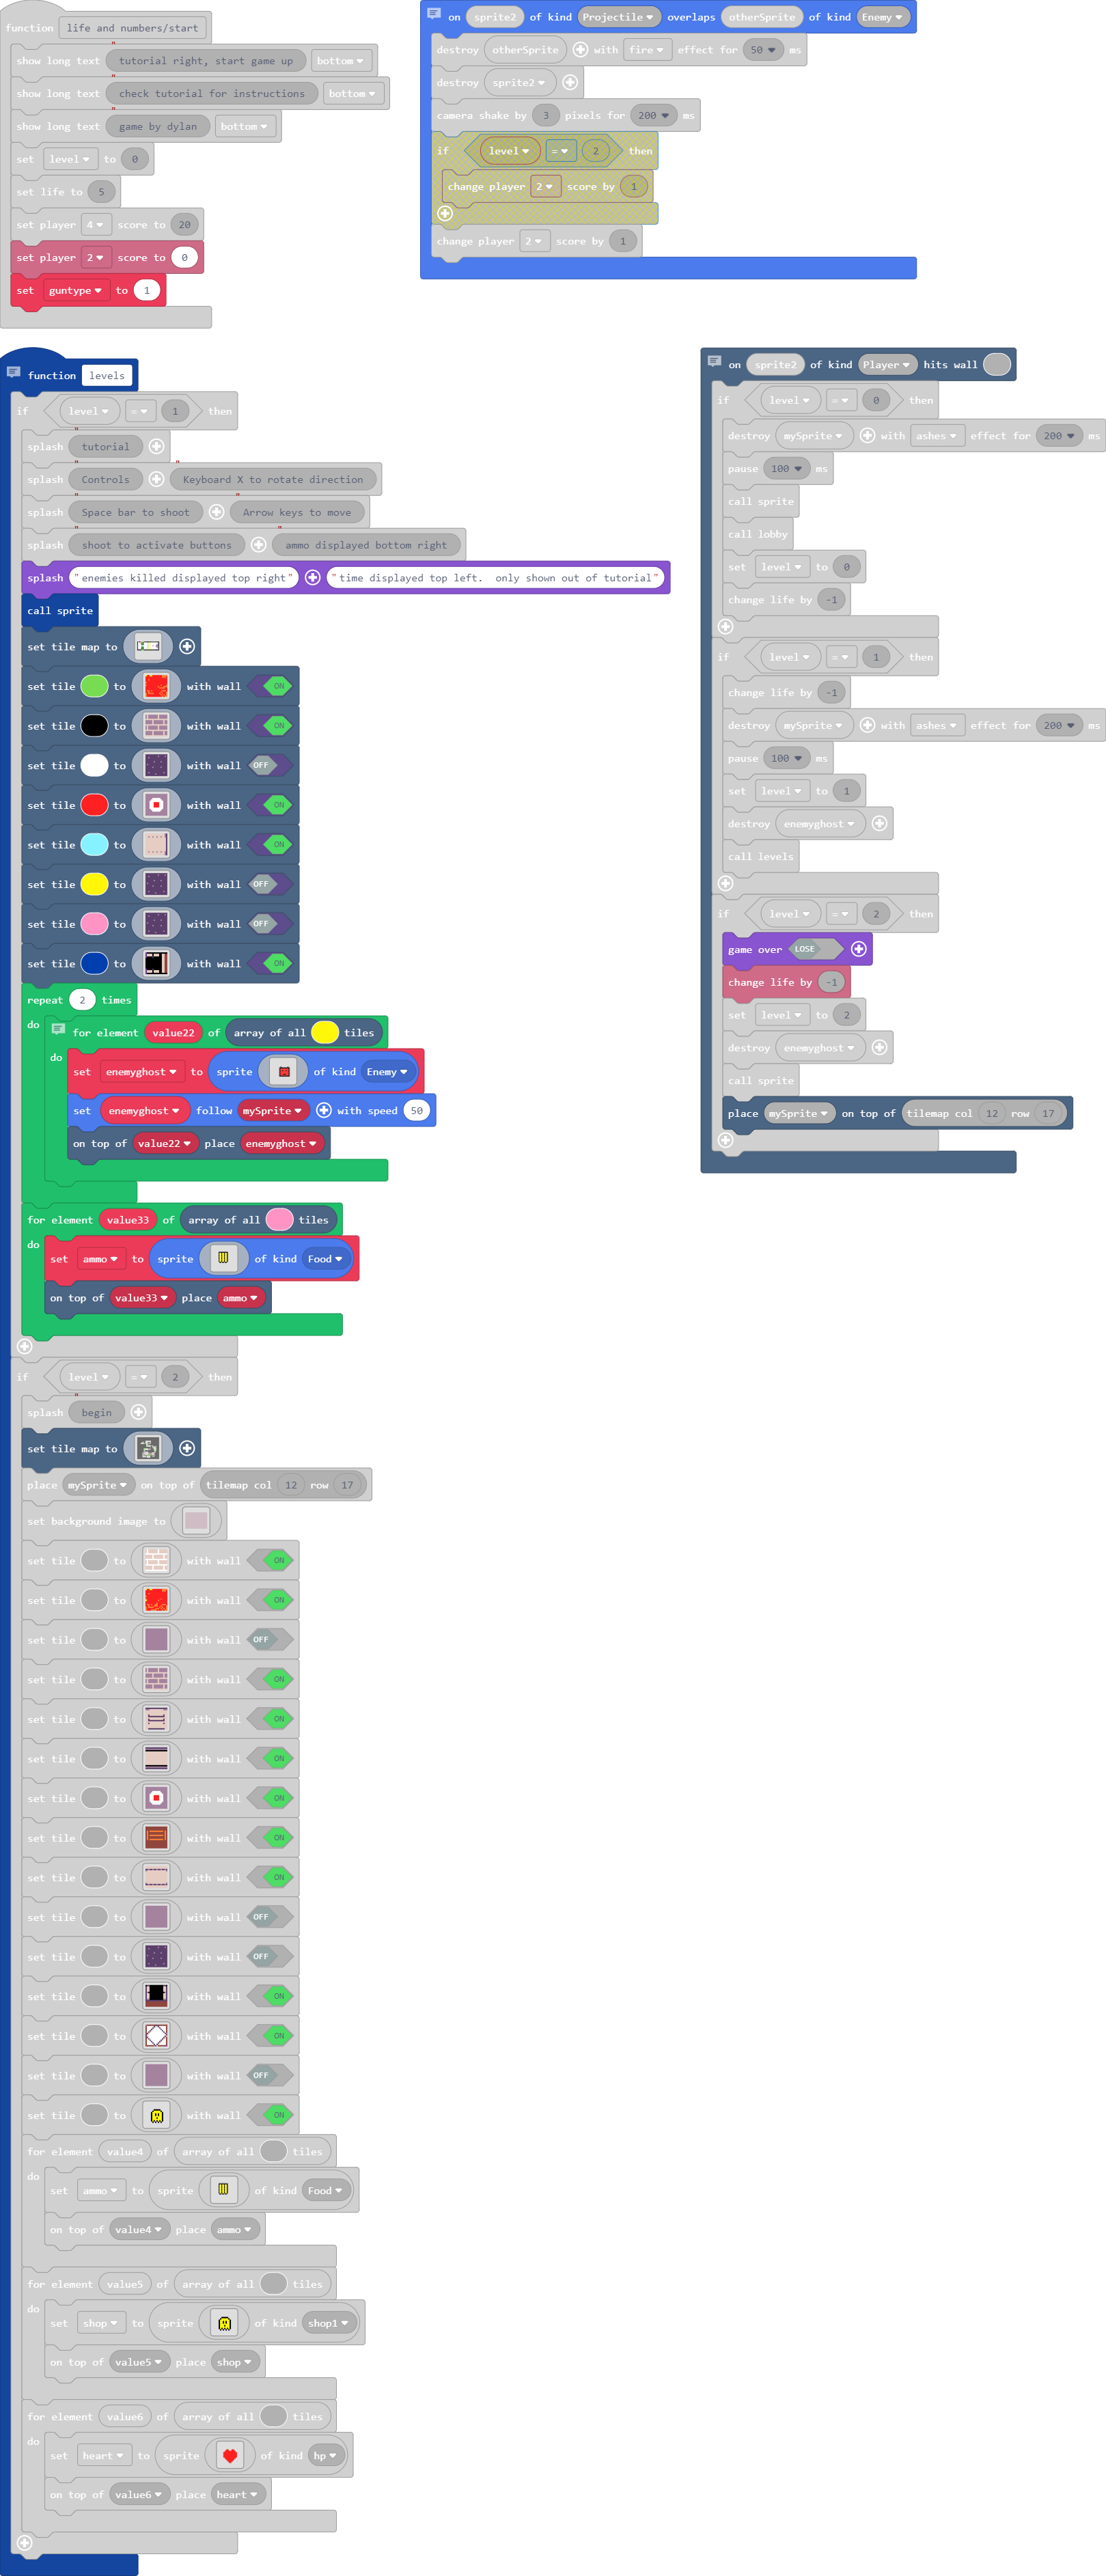 function life and numbers/start
show long text "tutorial right, start game up" bottom
show long text "check tutorial for instructions" bottom
show long text "game by dylan" bottom
set level to 0
set life to 5
set player 4 score to 20
set player 2 score to 0
set guntype to 1
on sprite2 of kind Projectile overlaps otherSprite of kind Enemy
destroy otherSprite with fire effect for 50 ms
destroy sprite2
camera shake by 3 pixels for 200 ms
if level = 2 then
change player 2 score by 1
change player 2 score by 1
function levels
if level = 1 then
splash "tutorial"
splash "Controls" "Keyboard X to rotate direction"
splash "Space bar to shoot" "Arrow keys to move"
splash "shoot to activate buttons" "ammo displayed bottom right"
splash "enemies killed displayed top right" "time displayed top left.  only shown out of tutorial"
call sprite
set tile map to
set tile to with wall ON
set tile to with wall ON
set tile to with wall OFF
set tile to with wall ON
set tile to with wall ON
set tile to with wall OFF
set tile to with wall OFF
set tile to with wall ON
repeat 2 times
do for element value22 of array of all tiles
do set enemyghost to sprite of kind Enemy
set enemyghost follow mySprite with speed 50
on top of value22 place enemyghost
for element value33 of array of all tiles
do set ammo to sprite of kind Food
on top of value33 place ammo
if level = 2 then
splash "begin"
set tile map to
place mySprite on top of tilemap col 12 row 17
set background image to
set tile to with wall ON
set tile to with wall ON
set tile to with wall OFF
set tile to with wall ON
set tile to with wall ON
set tile to with wall ON
set tile to with wall ON
set tile to with wall ON
set tile to with wall ON
set tile to with wall OFF
set tile to with wall OFF
set tile to with wall ON
set tile to with wall ON
set tile to with wall OFF
set tile to with wall ON
for element value4 of array of all tiles
do set ammo to sprite of kind Food
on top of value4 place ammo
for element value5 of array of all tiles
do set shop to sprite of kind shop1
on top of value5 place shop
for element value6 of array of all tiles
do set heart to sprite of kind hp
on top of value6 place heart
on sprite2 of kind Player hits wall
if level = 0 then
destroy mySprite with ashes effect for 200 ms
pause 100 ms
call sprite
call lobby
set level to 0
change life by -1
if level = 1 then
change life by -1
destroy mySprite with ashes effect for 200 ms
pause 100 ms
set level to 1
destroy enemyghost
call levels
if level = 2 then
game over LOSE
change life by -1
set level to 2
destroy enemyghost
call sprite
place mySprite on top of tilemap col 12 row 17